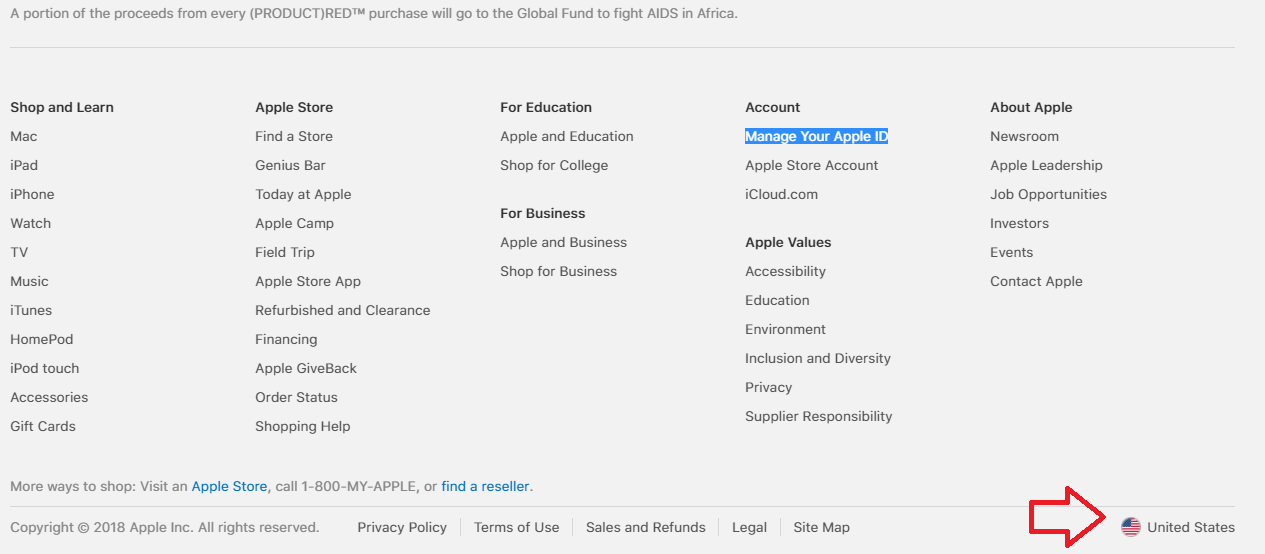 A portion of the proceeds from every (PRODUCT)RED™ purchase will go to the Global Fund to fight AIDS in Africa.
Shop and Learn
Mac
iPad
iPhone
Watch
TV
Music
iTunes
HomePod
iPod touch
Accessories
Gift Cards
Apple Store
Find a Store
Genius Bar
Today at Apple
Apple Camp
Field Trip
Apple Store App
Refurbished and Clearance
Financing
Apple GiveBack
Order Status
Shopping Help
For Education
Apple and Education
Shop for College
For Business
Apple and Business
Shop for Business
Account
Manage Your Apple ID
Apple Store Account
iCloud.com
Apple Values
Accessibility
Education
Environment
Inclusion and Diversity
Privacy
Supplier Responsibility
About Apple
Newsroom
Apple Leadership
Job Opportunities
Investors
Events
Contact Apple
More ways to shop: Visit an Apple Store, call 1-800-MY-APPLE, or find a reseller.
Copyright © 2018 Apple Inc. All rights reserved. Privacy Policy Terms of Use Sales and Refunds Legal Site Map United States